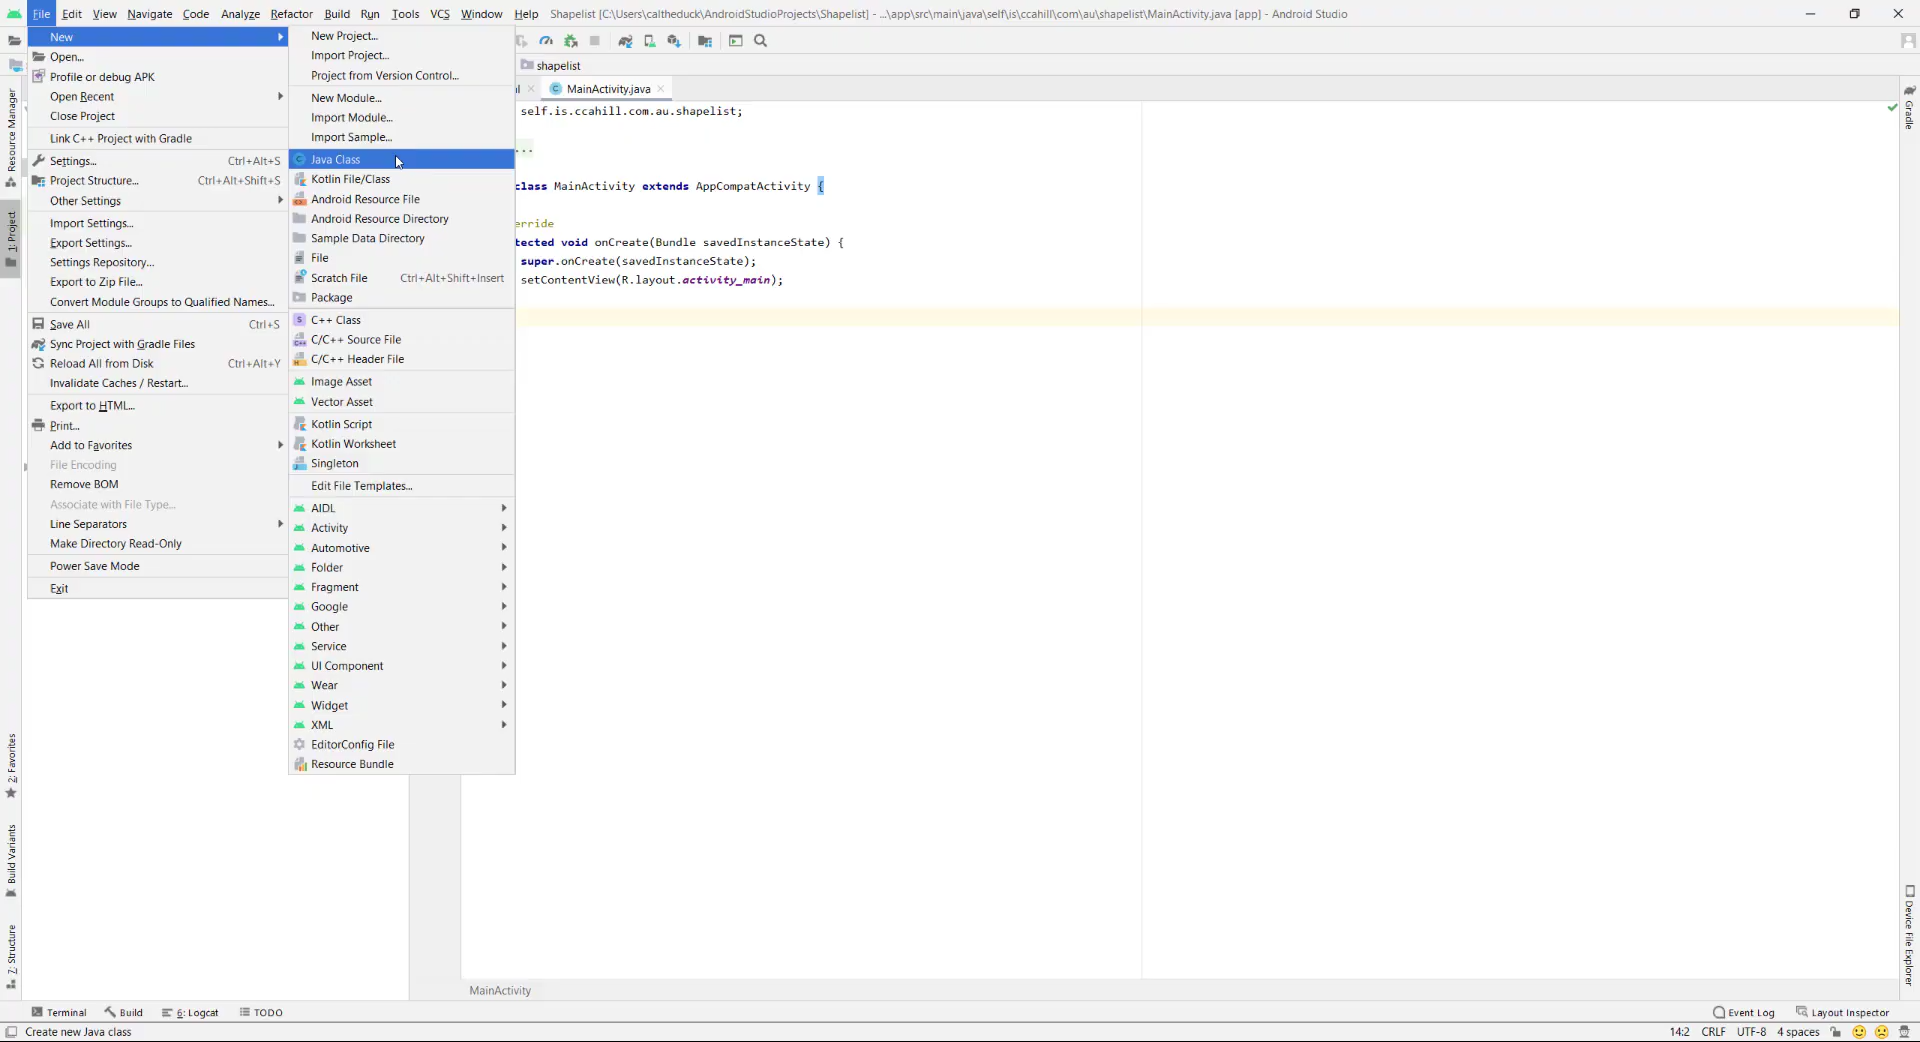 File Edit View Navigate Code Analyze Refactor Build Run Tools VCS Window Help Shapelist [C:\Users\caltheduck\AndroidStudioProjects\Shapelist] - ...\app\src\main\java\self\is\ccahill\com\au\shapelist\MainActivity.java [app] - Android Studio
New
Open...
Profile or debug APK
Open Recent
Close Project
Link C++ Project with Gradle
Settings... Ctrl+Alt+S
Project Structure... Ctrl+Alt+Shift+S
Other Settings
Import Settings...
Export Settings...
Settings Repository...
Export to Zip File...
Convert Module Groups to Qualified Names...
Save All Ctrl+S
Sync Project with Gradle Files
Reload All from Disk Ctrl+Alt+Y
Invalidate Caches / Restart...
Export to HTML...
Print...
Add to Favorites
File Encoding
Remove BOM
Associate with File Type...
Line Separators
Make Directory Read-Only
Power Save Mode
Exit
New Project...
Import Project...
Project from Version Control...
New Module...
Import Module...
Import Sample...
Java Class
Kotlin File/Class
Android Resource File
Android Resource Directory
Sample Data Directory
File
Scratch File Ctrl+Alt+Shift+Insert
Package
C++ Class
C/C++ Source File
C/C++ Header File
Image Asset
Vector Asset
Kotlin Script
Kotlin Worksheet
Singleton
Edit File Templates...
AIDL
Activity
Automotive
Folder
Fragment
Google
Other
Service
UI Component
Wear
Widget
XML
EditorConfig File
Resource Bundle
shapelist
l MainActivity.java
self.is.ccahill.com.au.shapelist;
...
class MainActivity extends AppCompatActivity {
erride
tected void onCreate(Bundle savedInstanceState) {
super.onCreate(savedInstanceState);
setContentView(R.layout.activity_main);
MainActivity
Resource Manager
1: Project
2: Favorites
Build Variants
7: Structure
Gradle
Device File Explorer
Terminal Build 6: Logcat TODO Event Log Layout Inspector
Create new Java class 14:2 CRLF UTF-8 4 spaces